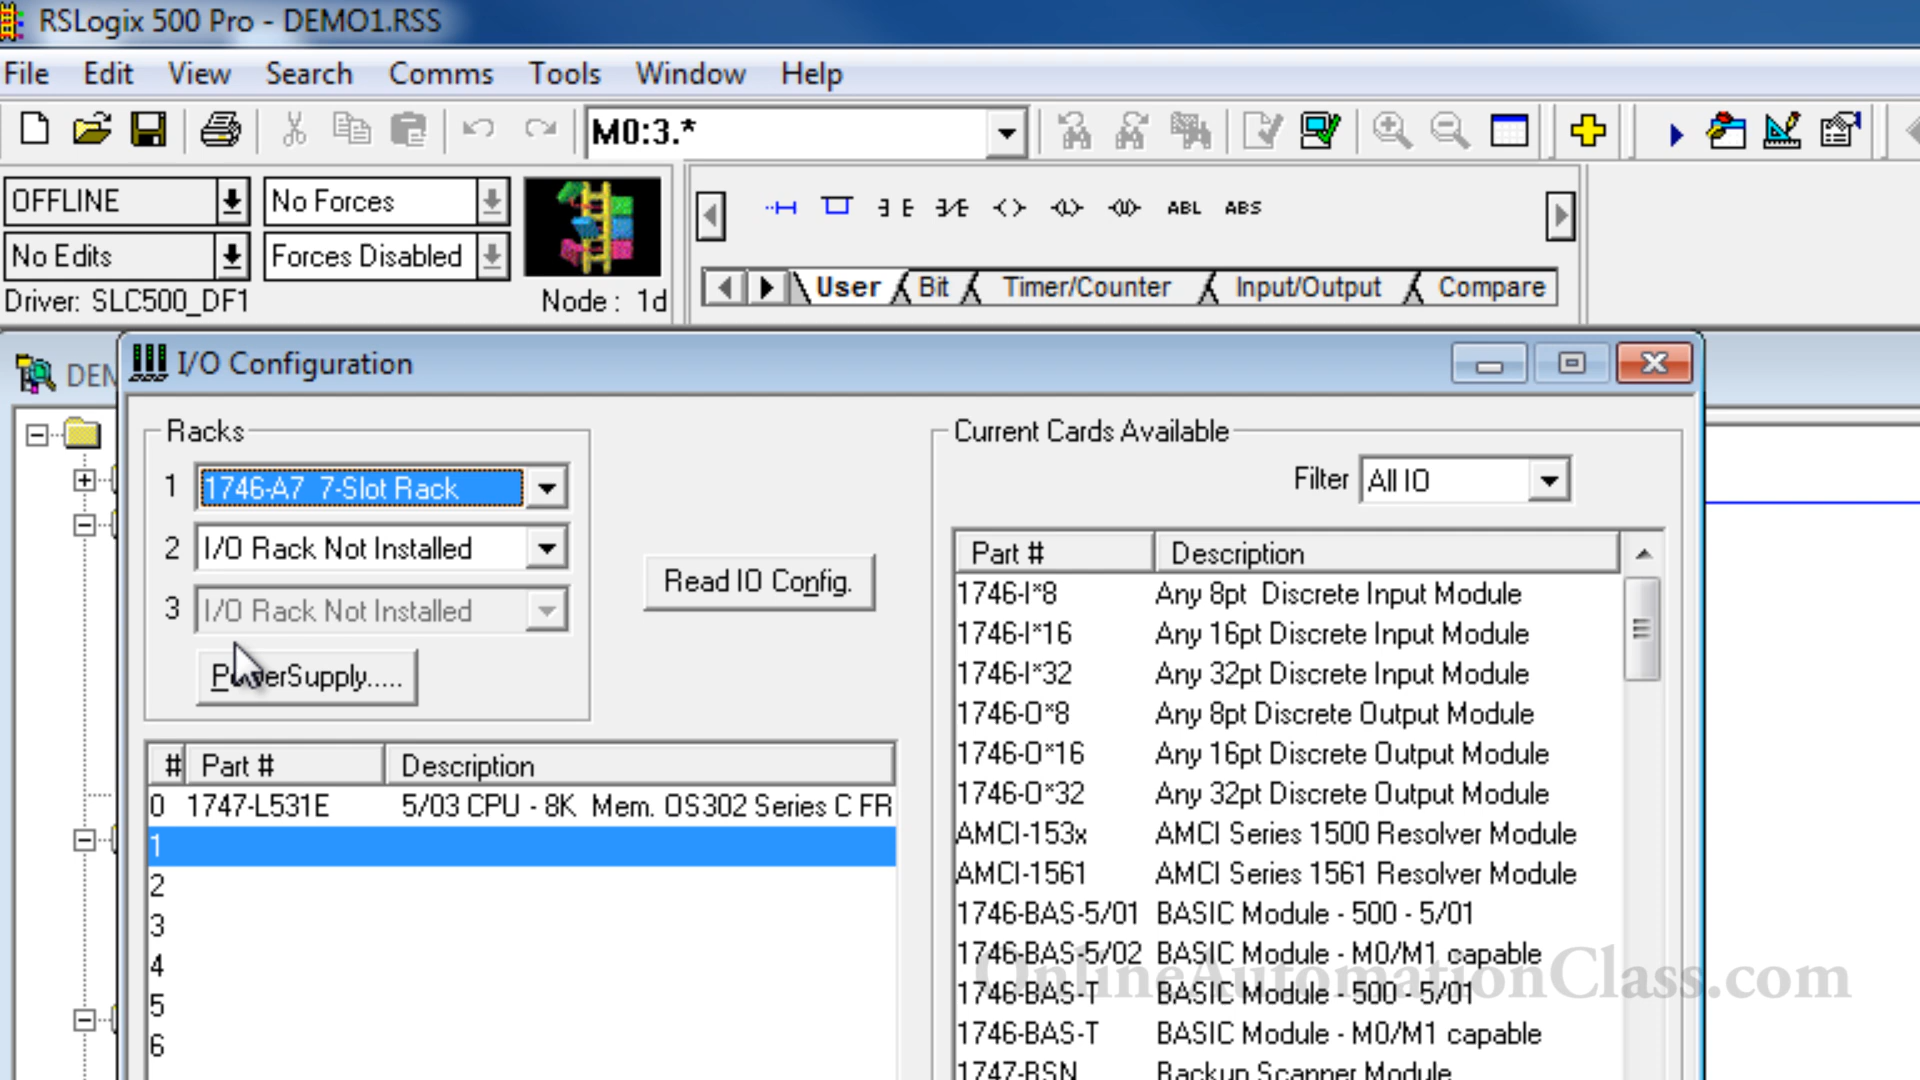 RSLogix 500 Pro - DEMO1.RSS
File Edit View Search Comms Tools Window Help
M0:3.*
OFFLINE No Forces
ABL ABS
No Edits Forces Disabled
User Bit Timer/Counter Input/Output Compare
Driver: SLC500_DF1 Node: 1d
I/O Configuration
DEM
Racks
1 1746-A7 7-Slot Rack
2 I/O Rack Not Installed
3 I/O Rack Not Installed
PowerSupply.....
Read IO Config.
Current Cards Available
Filter All IO
Part # Description
1746-I*8 Any 8pt Discrete Input Module
1746-I*16 Any 16pt Discrete Input Module
1746-I*32 Any 32pt Discrete Input Module
1746-O*8 Any 8pt Discrete Output Module
1746-O*16 Any 16pt Discrete Output Module
1746-O*32 Any 32pt Discrete Output Module
AMCI-153x AMCI Series 1500 Resolver Module
AMCI-1561 AMCI Series 1561 Resolver Module
1746-BAS-5/01 BASIC Module - 500 - 5/01
1746-BAS-5/02 BASIC Module - M0/M1 capable
1746-BAS-T BASIC Module - 500 - 5/01
1746-BAS-T BASIC Module - M0/M1 capable
1747-BSN Backup Scanner Module
# Part # Description
0 1747-L531E 5/03 CPU - 8K Mem. OS302 Series C FR
1
2
3
4
5
6
OnlineAutomationClass.com